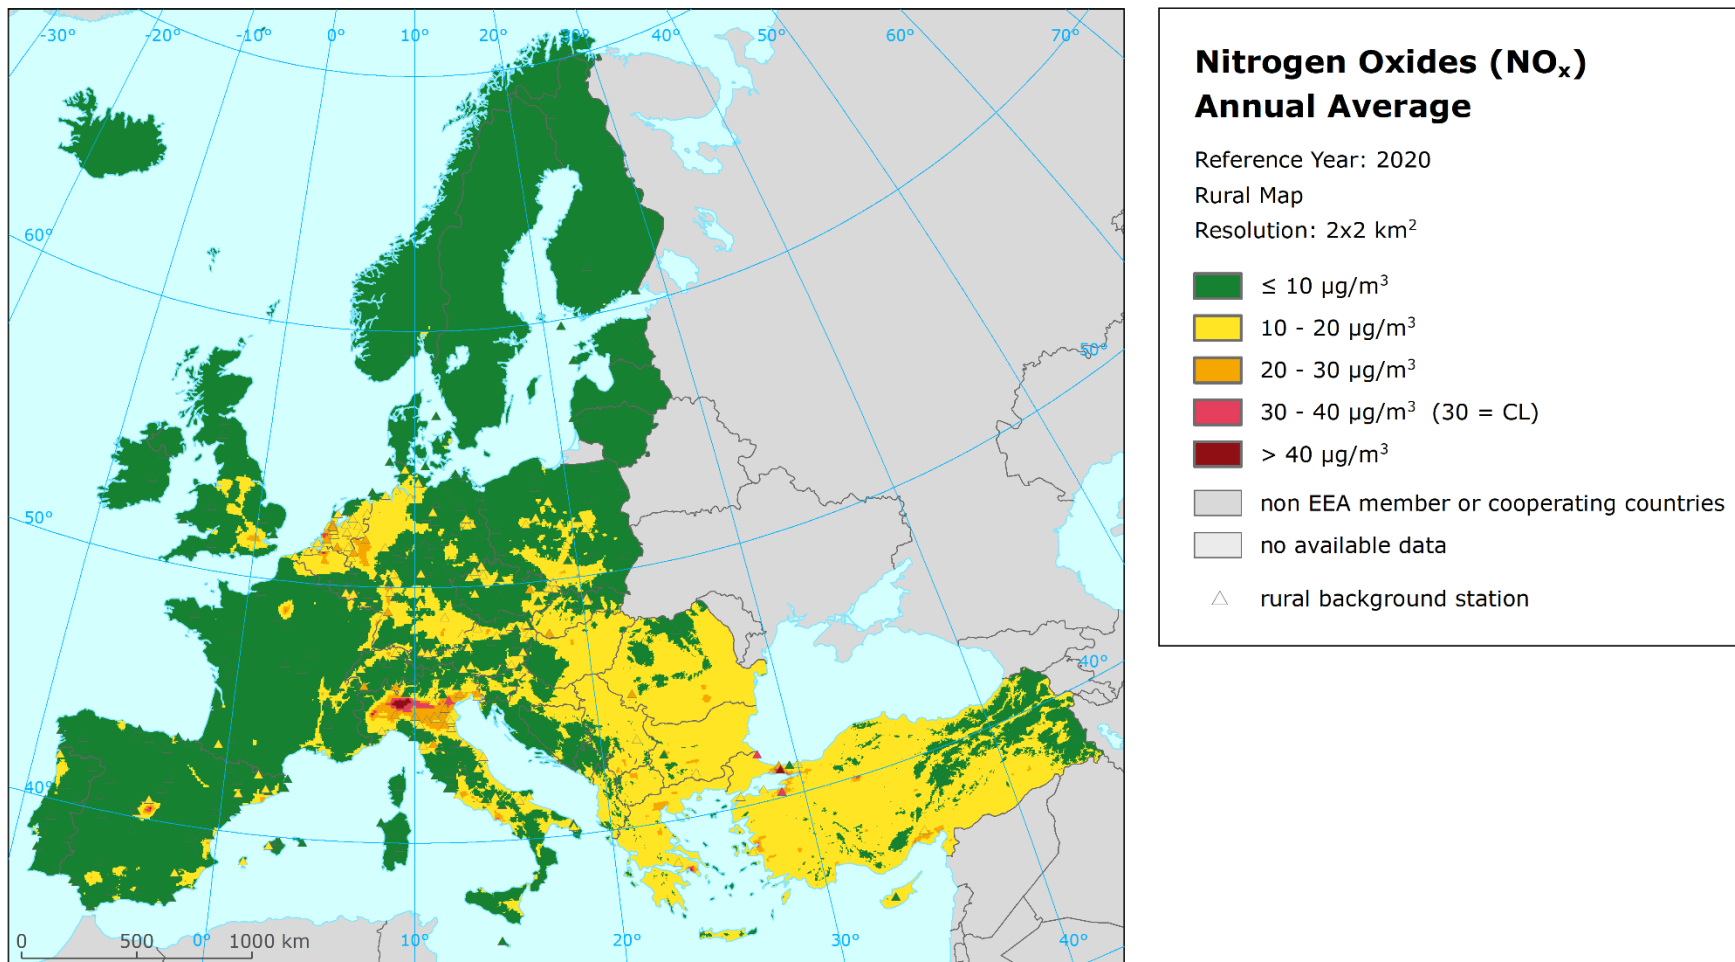 -30°
-20°
-10°
0°
10°
20°
30°
40°
50°
60°
70°
60°
50°
50°
40°
40°
0
500
0°
1000 km
10°
20°
30°
40°
Nitrogen Oxides (NOₓ)
Annual Average
Reference Year: 2020
Rural Map
Resolution: 2x2 km²
≤ 10 µg/m³
10 - 20 µg/m³
20 - 30 µg/m³
30 - 40 µg/m³ (30 = CL)
> 40 µg/m³
non EEA member or cooperating countries
no available data
rural background station